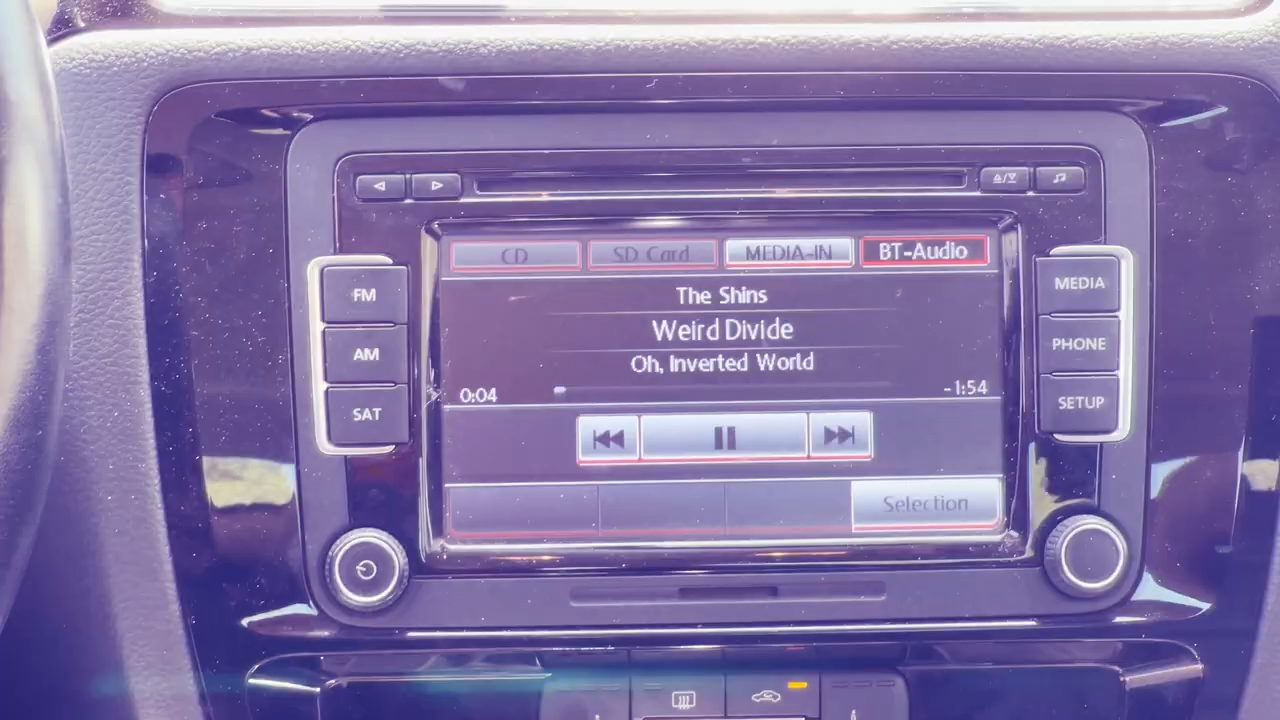 CD SD Card MEDIA-IN BT-Audio
FM
AM
SAT
The Shins
Weird Divide
Oh, Inverted World
0:04 -1:54
Selection
MEDIA
PHONE
SETUP